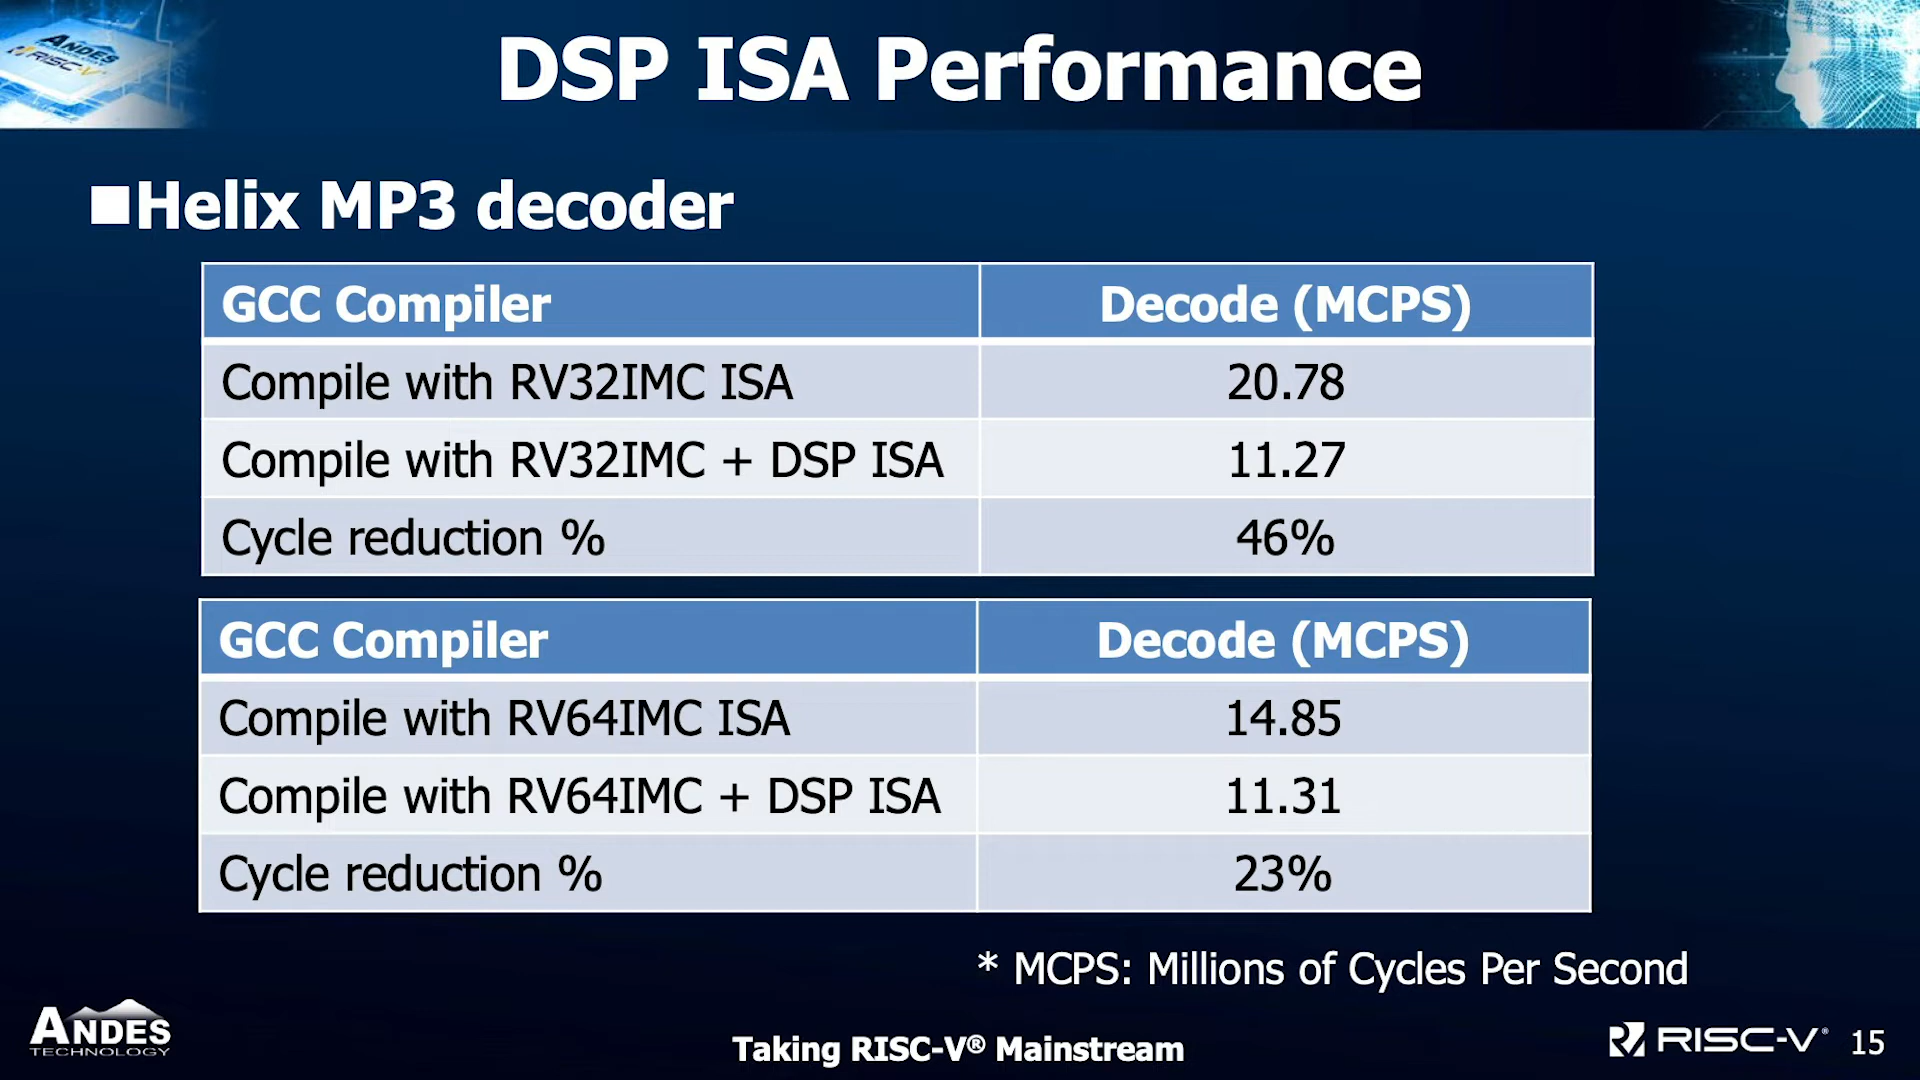 ANDES
RISC-V
DSP ISA Performance
Helix MP3 decoder
GCC Compiler Decode (MCPS)
Compile with RV32IMC ISA 20.78
Compile with RV32IMC + DSP ISA 11.27
Cycle reduction % 46%
GCC Compiler Decode (MCPS)
Compile with RV64IMC ISA 14.85
Compile with RV64IMC + DSP ISA 11.31
Cycle reduction % 23%
* MCPS: Millions of Cycles Per Second
ANDES
TECHNOLOGY
Taking RISC-V® Mainstream
RISC-V® 15